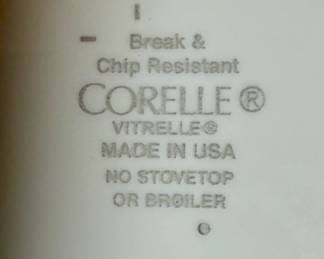 Break &
Chip Resistant
CORELLE®
VITRELLE®
MADE IN USA
NO STOVETOP
OR BROILER